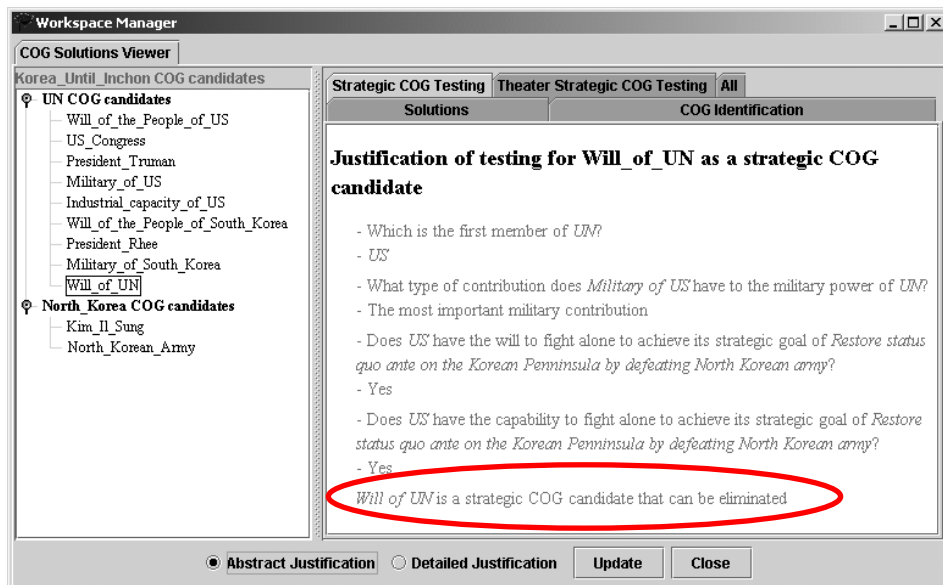 Workspace Manager
COG Solutions Viewer
Korea_Until_Inchon COG candidates
UN COG candidates
Will_of_the_People_of_US
US_Congress
President_Truman
Military_of_US
Industrial_capacity_of_US
Will_of_the_People_of_South_Korea
President_Rhee
Military_of_South_Korea
Will_of_UN
North_Korea COG candidates
Kim_Il_Sung
North_Korean_Army
Strategic COG Testing Theater Strategic COG Testing All
Solutions COG Identification
Justification of testing for Will_of_UN as a strategic COG
candidate
- Which is the first member of UN?
- US
- What type of contribution does Military of US have to the military power of UN?
- The most important military contribution
- Does US have the will to fight alone to achieve its strategic goal of Restore status
quo ante on the Korean Penninsula by defeating North Korean army?
- Yes
- Does US have the capability to fight alone to achieve its strategic goal of Restore
status quo ante on the Korean Penninsula by defeating North Korean army?
- Yes
Will of UN is a strategic COG candidate that can be eliminated
Abstract Justification Detailed Justification Update Close